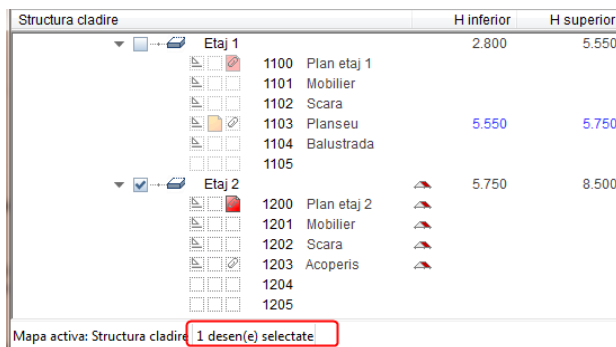 Structura cladire H inferior H superior
Etaj 1 2.800 5.550
1100 Plan etaj 1
1101 Mobilier
1102 Scara
1103 Planseu 5.550 5.750
1104 Balustrada
1105
Etaj 2 5.750 8.500
1200 Plan etaj 2
1201 Mobilier
1202 Scara
1203 Acoperis
1204
1205
Mapa activa: Structura cladire 1 desen(e) selectate